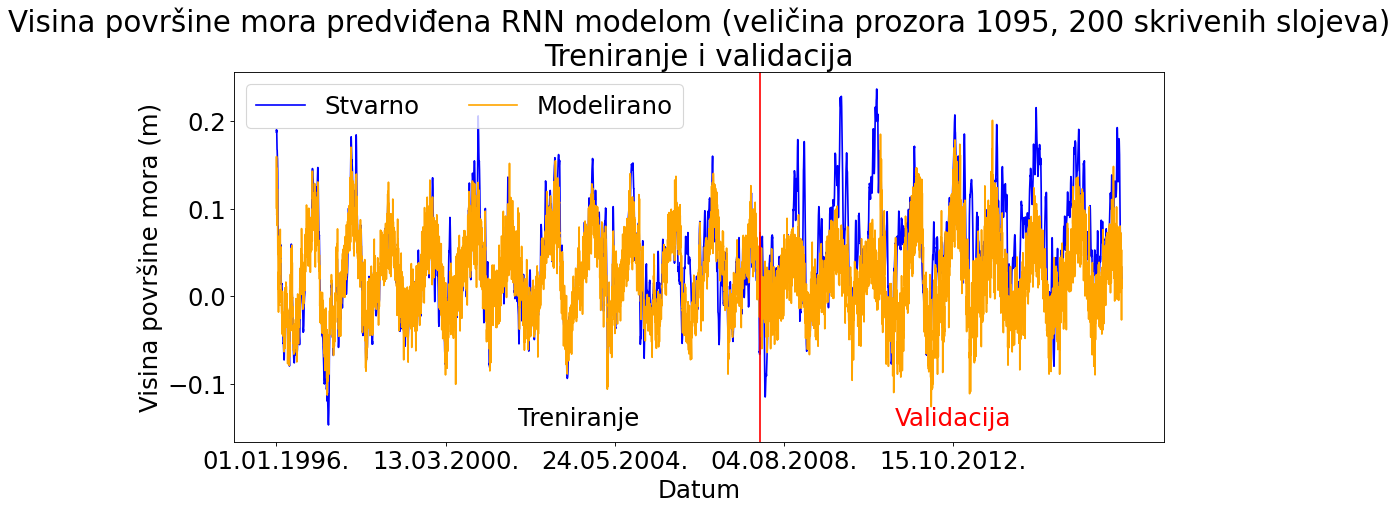 Visina površine mora predviđena RNN modelom (veličina prozora 1095, 200 skrivenih slojeva)
Treniranje i validacija
Stvarno
Modelirano
Visina površine mora (m)
0.2
0.1
0.0
−0.1
Treniranje
Validacija
01.01.1996.
13.03.2000.
24.05.2004.
04.08.2008.
15.10.2012.
Datum